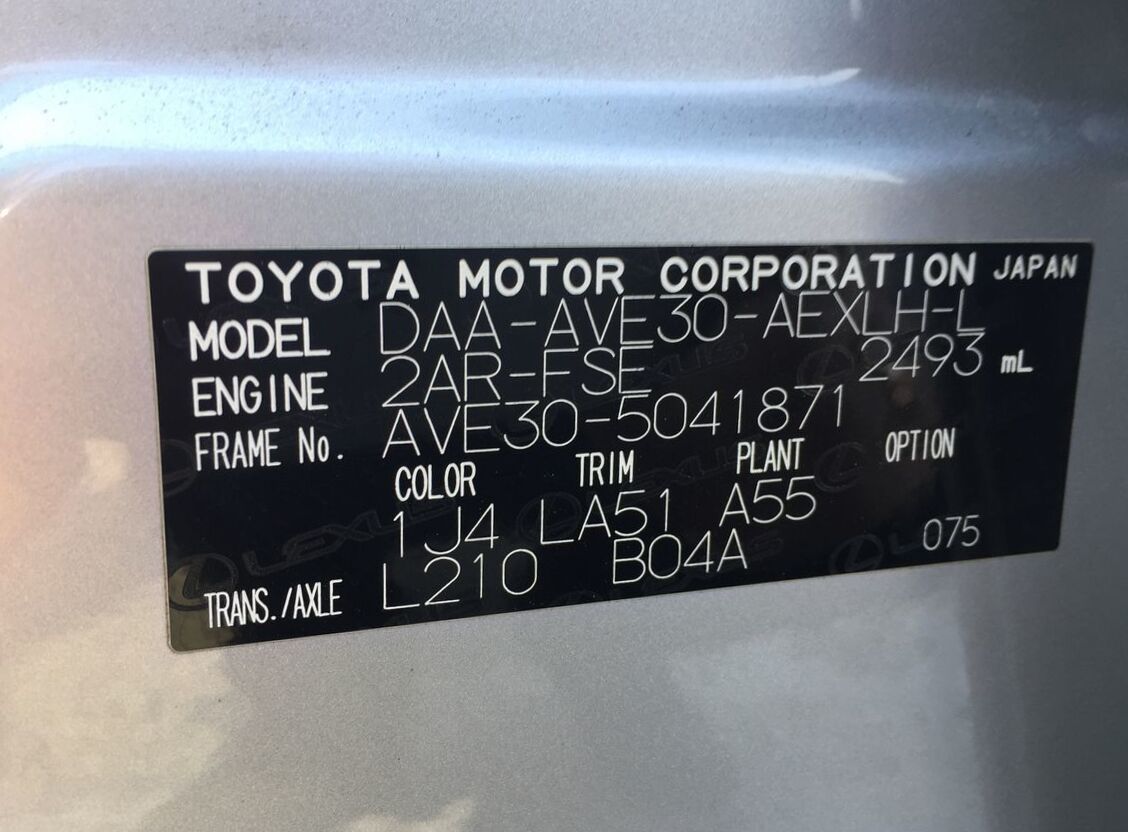 TOYOTA MOTOR CORPORATION JAPAN
MODEL DAA-AVE30-AEXLH-L
ENGINE 2AR-FSE 2493 mL
FRAME No. AVE30-5041871
COLOR TRIM PLANT OPTION
1J4 LA51 A55
TRANS./AXLE L210 B04A 075
LEXUS